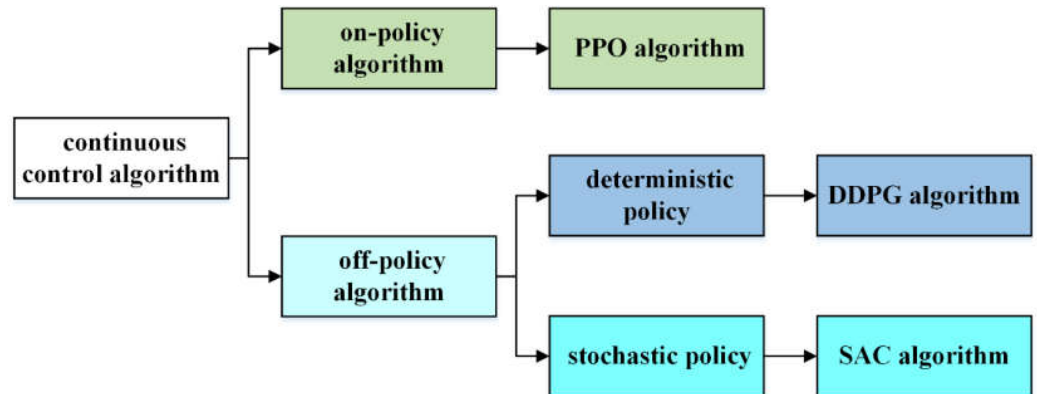 on-policy
algorithm
PPO algorithm
continuous
control algorithm
deterministic
policy
DDPG algorithm
off-policy
algorithm
stochastic policy
SAC algorithm